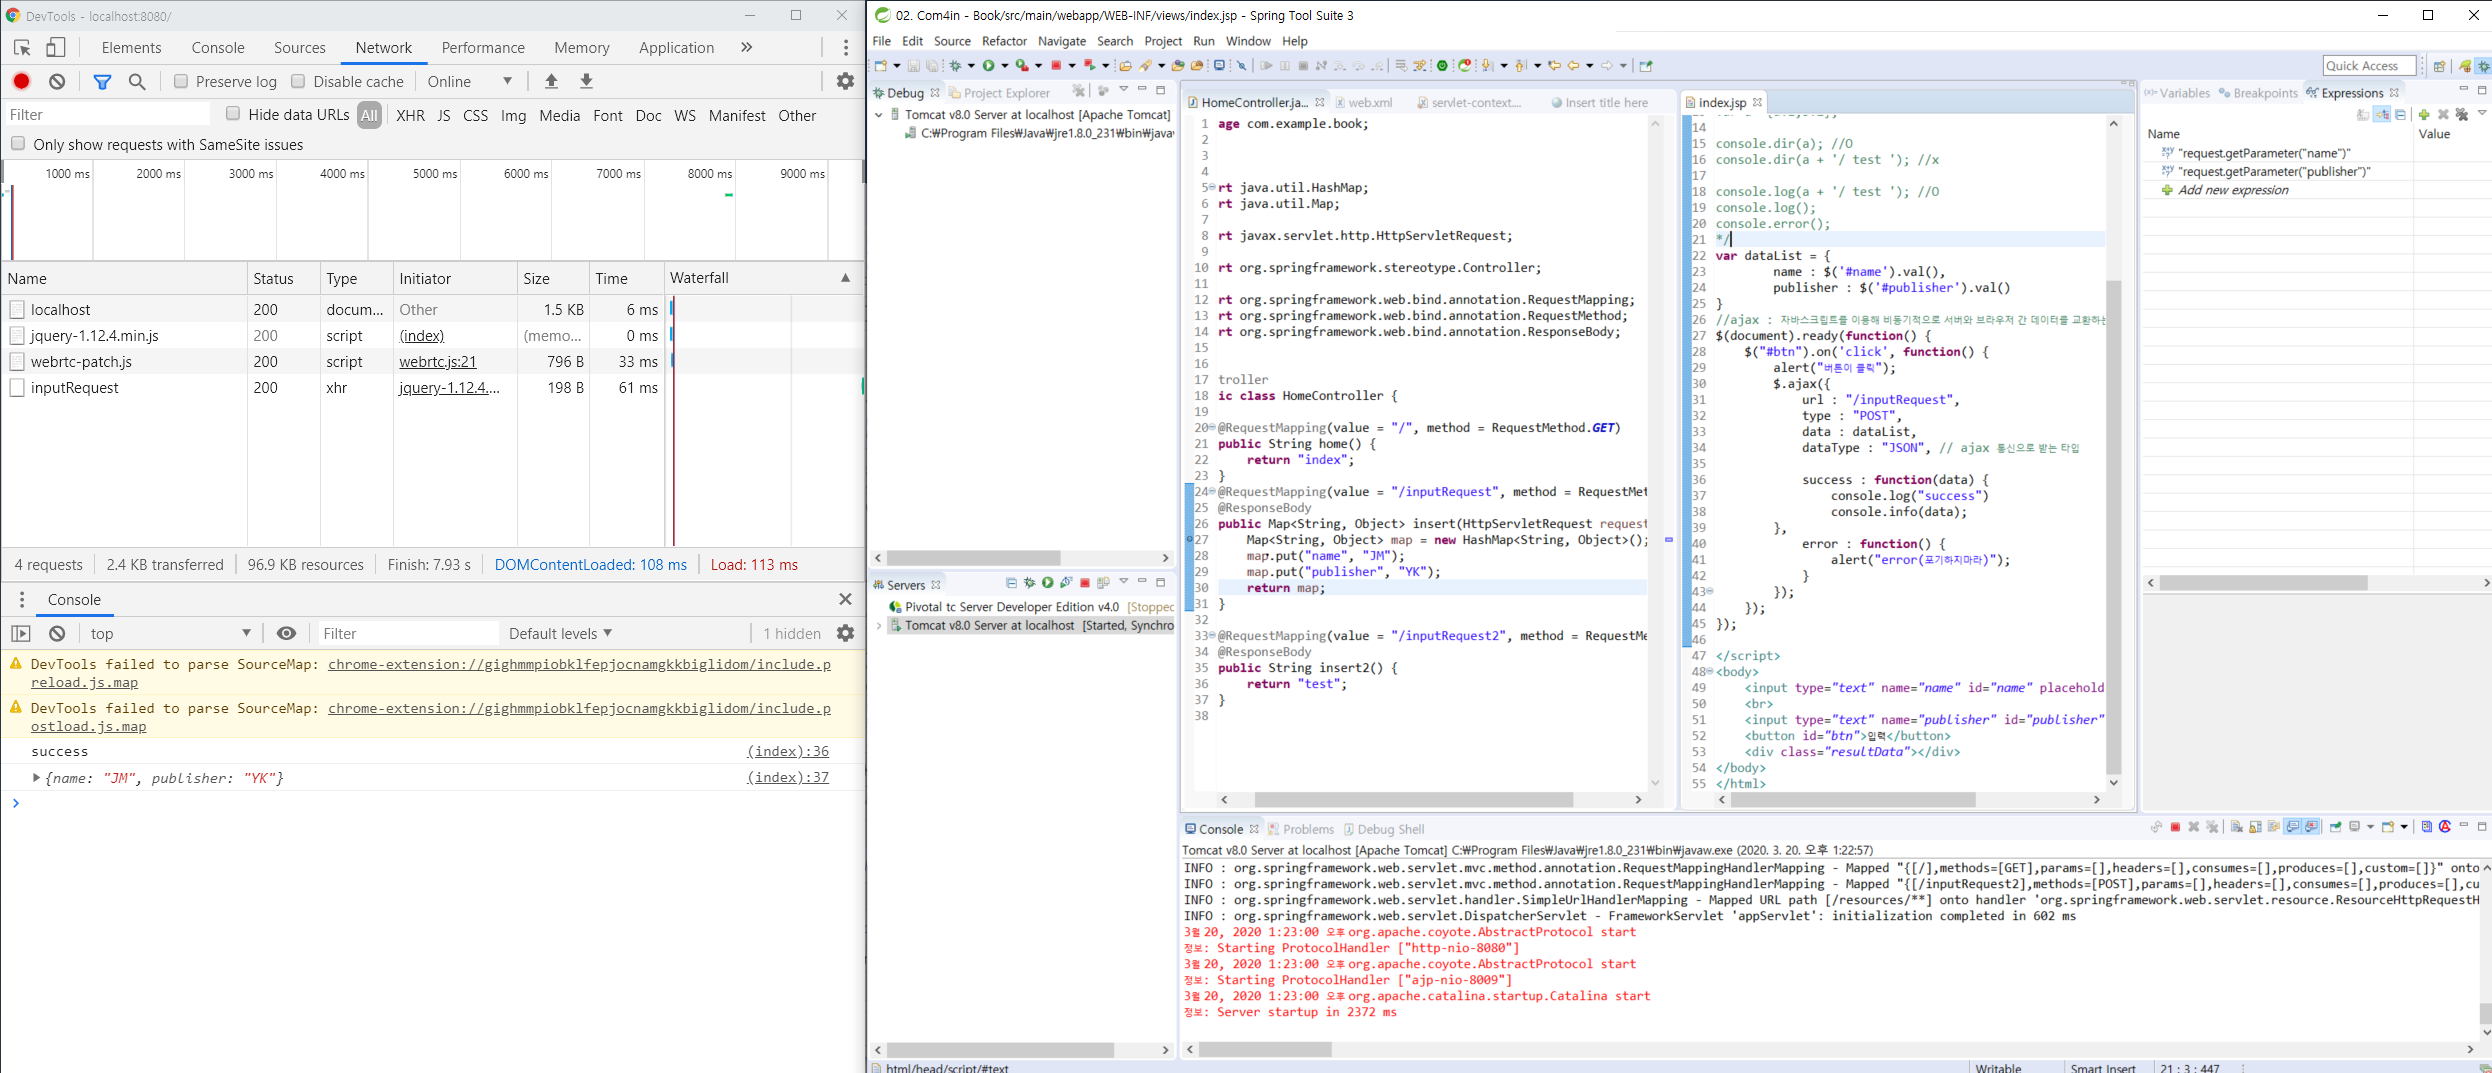 DevTools - localhost:8080/
Elements Console Sources Network Performance Memory Application »
Preserve log Disable cache Online
Filter Hide data URLs All XHR JS CSS Img Media Font Doc WS Manifest Other
Only show requests with SameSite issues
1000 ms 2000 ms 3000 ms 4000 ms 5000 ms 6000 ms 7000 ms 8000 ms 9000 ms
Name Status Type Initiator Size Time Waterfall
localhost 200 docum... Other 1.5 KB 6 ms
jquery-1.12.4.min.js 200 script (index) (memo... 0 ms
webrtc-patch.js 200 script webrtc.js:21 796 B 33 ms
inputRequest 200 xhr jquery-1.12.4.... 198 B 61 ms
4 requests 2.4 KB transferred 96.9 KB resources Finish: 7.93 s DOMContentLoaded: 108 ms Load: 113 ms
Console
top Filter Default levels 1 hidden
DevTools failed to parse SourceMap: chrome-extension://gighmmpiobklfepjocnamgkkbiglidom/include.p
reload.js.map
DevTools failed to parse SourceMap: chrome-extension://gighmmpiobklfepjocnamgkkbiglidom/include.p
ostload.js.map
success (index):36
{name: "JM", publisher: "YK"} (index):37
02. Com4in - Book/src/main/webapp/WEB-INF/views/index.jsp - Spring Tool Suite 3
File Edit Source Refactor Navigate Search Project Run Window Help
Quick Access
Debug Project Explorer
Tomcat v8.0 Server at localhost [Apache Tomcat]
C:₩Program Files₩Java₩jre1.8.0_231₩bin₩java
Servers
Pivotal tc Server Developer Edition v4.0 [Stopped
Tomcat v8.0 Server at localhost [Started, Synchro
HomeController.ja... web.xml servlet-context.... Insert title here
1 age com.example.book;
2
3
4
5 rt java.util.HashMap;
6 rt java.util.Map;
7
8 rt javax.servlet.http.HttpServletRequest;
9
10 rt org.springframework.stereotype.Controller;
11
12 rt org.springframework.web.bind.annotation.RequestMapping;
13 rt org.springframework.web.bind.annotation.RequestMethod;
14 rt org.springframework.web.bind.annotation.ResponseBody;
15
16
17 troller
18 ic class HomeController {
19
20 @RequestMapping(value = "/", method = RequestMethod.GET)
21 public String home() {
22 return "index";
23 }
24 @RequestMapping(value = "/inputRequest", method = RequestMet
25 @ResponseBody
26 public Map<String, Object> insert(HttpServletRequest request
27 Map<String, Object> map = new HashMap<String, Object>();
28 map.put("name", "JM");
29 map.put("publisher", "YK");
30 return map;
31 }
32
33 @RequestMapping(value = "/inputRequest2", method = RequestMe
34 @ResponseBody
35 public String insert2() {
36 return "test";
37 }
38
index.jsp
14
15 console.dir(a); //O
16 console.dir(a + '/ test '); //x
17
18 console.log(a + '/ test '); //O
19 console.log();
20 console.error();
21 */
22 var dataList = {
23 name : $('#name').val(),
24 publisher : $('#publisher').val()
25 }
26 //ajax : 자바스크립트를 이용해 비동기적으로 서버와 브라우저 간 데이터를 교환하는
27 $(document).ready(function() {
28 $("#btn").on('click', function() {
29 alert("버튼이 클릭");
30 $.ajax({
31 url : "/inputRequest",
32 type : "POST",
33 data : dataList,
34 dataType : "JSON", // ajax 통신으로 받는 타입
35
36 success : function(data) {
37 console.log("success")
38 console.info(data);
39 },
40 error : function() {
41 alert("error(포기하지마라)");
42 }
43 });
44 });
45 });
46
47 </script>
48 <body>
49 <input type="text" name="name" id="name" placehold
50 <br>
51 <input type="text" name="publisher" id="publisher"
52 <button id="btn">입력</button>
53 <div class="resultData"></div>
54 </body>
55 </html>
Variables Breakpoints Expressions
Name Value
"request.getParameter("name")"
"request.getParameter("publisher")"
Add new expression
Console Problems Debug Shell
Tomcat v8.0 Server at localhost [Apache Tomcat] C:₩Program Files₩Java₩jre1.8.0_231₩bin₩javaw.exe (2020. 3. 20. 오후 1:22:57)
INFO : org.springframework.web.servlet.mvc.method.annotation.RequestMappingHandlerMapping - Mapped "{[/],methods=[GET],params=[],headers=[],consumes=[],produces=[],custom=[]}" onto
INFO : org.springframework.web.servlet.mvc.method.annotation.RequestMappingHandlerMapping - Mapped "{[/inputRequest2],methods=[POST],params=[],headers=[],consumes=[],produces=[],cu
INFO : org.springframework.web.servlet.handler.SimpleUrlHandlerMapping - Mapped URL path [/resources/**] onto handler 'org.springframework.web.servlet.resource.ResourceHttpRequestH
INFO : org.springframework.web.servlet.DispatcherServlet - FrameworkServlet 'appServlet': initialization completed in 602 ms
3월 20, 2020 1:23:00 오후 org.apache.coyote.AbstractProtocol start
정보: Starting ProtocolHandler ["http-nio-8080"]
3월 20, 2020 1:23:00 오후 org.apache.coyote.AbstractProtocol start
정보: Starting ProtocolHandler ["ajp-nio-8009"]
3월 20, 2020 1:23:00 오후 org.apache.catalina.startup.Catalina start
정보: Server startup in 2372 ms
html/head/script/#text Writable Smart Insert 21 : 3 : 447